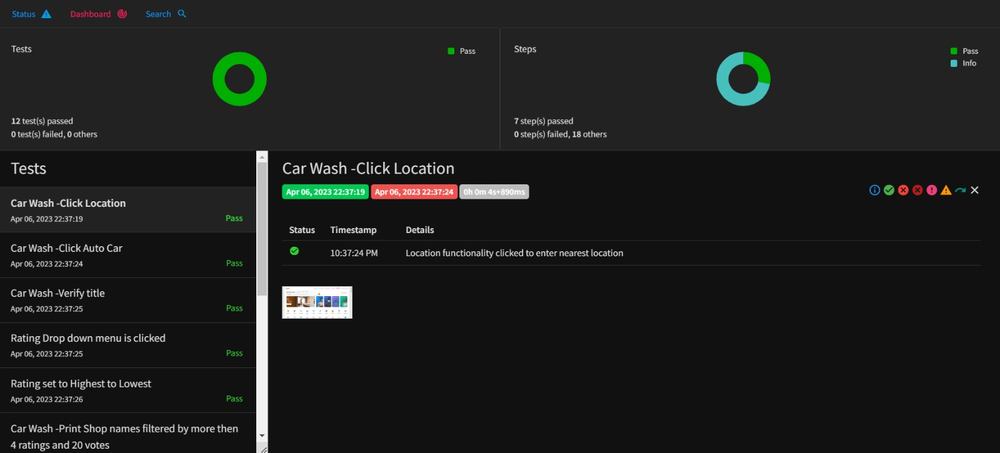 Status
Dashboard
Search
Tests
Pass
12 test(s) passed
0 test(s) failed, 0 others
Steps
Pass
Info
7 step(s) passed
0 step(s) failed, 18 others
Tests
Car Wash -Click Location
Apr 06, 2023 22:37:19
Pass
Car Wash -Click Auto Car
Apr 06, 2023 22:37:24
Pass
Car Wash -Verify title
Apr 06, 2023 22:37:25
Pass
Rating Drop down menu is clicked
Apr 06, 2023 22:37:25
Pass
Rating set to Highest to Lowest
Apr 06, 2023 22:37:26
Pass
Car Wash -Print Shop names filtered by more then
4 ratings and 20 votes
Car Wash -Click Location
Apr 06, 2023 22:37:19 Apr 06, 2023 22:37:24 0h 0m 4s+890ms
Status Timestamp Details
10:37:24 PM Location functionality clicked to enter nearest location